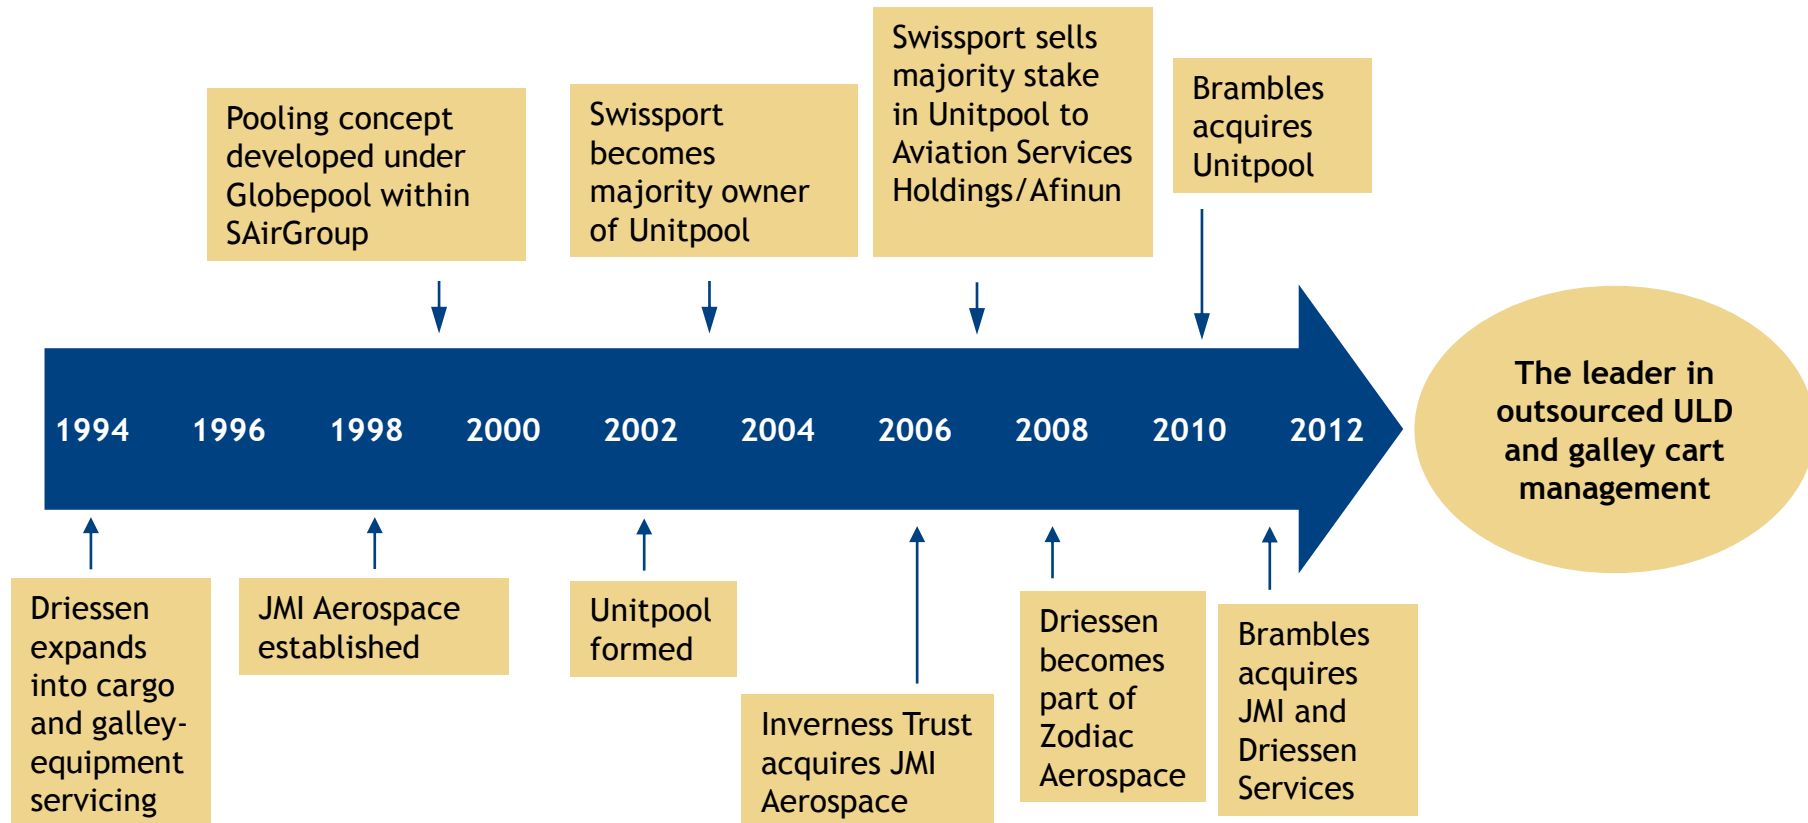 Pooling concept
developed under
Globepool within
SAirGroup
Swissport
becomes
majority owner
of Unitpool
Swissport sells
majority stake
in Unitpool to
Aviation Services
Holdings/Afinun
Brambles
acquires
Unitpool
1994 1996 1998 2000 2002 2004 2006 2008 2010 2012
The leader in
outsourced ULD
and galley cart
management
Driessen
expands
into cargo
and galley-
equipment
servicing
JMI Aerospace
established
Unitpool
formed
Inverness Trust
acquires JMI
Aerospace
Driessen
becomes
part of
Zodiac
Aerospace
Brambles
acquires
JMI and
Driessen
Services